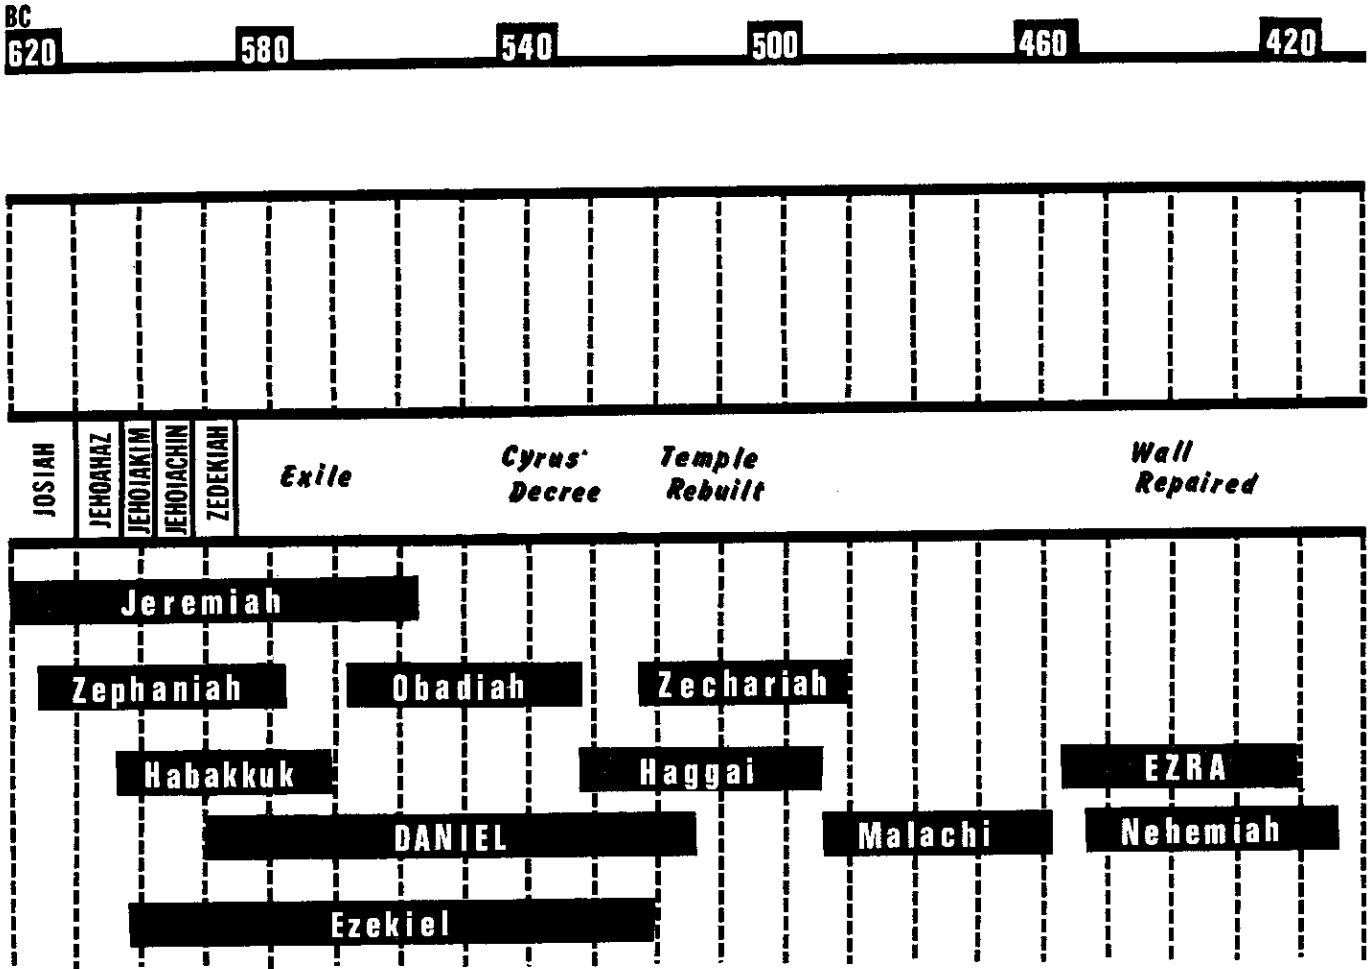 BC
620 580 540 500 460 420
JOSIAH
JEHOAHAZ
JEHOIAKIM
JEHOIACHIN
ZEDEKIAH
Exile
Cyrus'
Decree
Temple
Rebuilt
Wall
Repaired
Jeremiah
Zephaniah Obadiah Zechariah
Habakkuk Haggai EZRA
DANIEL Malachi Nehemiah
Ezekiel